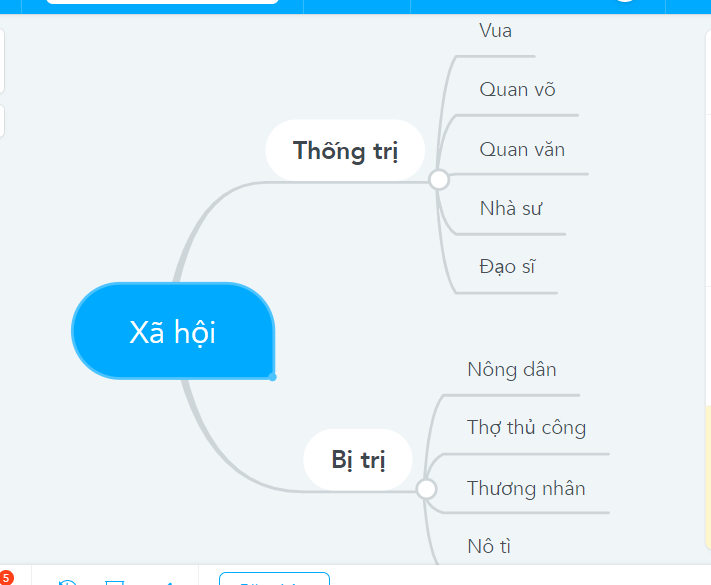 Vua
Quan võ
Thống trị
Quan văn
Nhà sư
Đạo sĩ
Xã hội
Nông dân
Thợ thủ công
Bị trị
Thương nhân
Nô tì
5